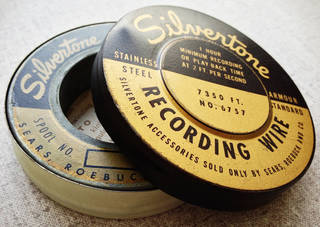 Silvertone
1 HOUR
MINIMUM RECORDING
OR PLAY BACK TIME
AT 2 FT. PER SECOND
STAINLESS
STEEL
ARMOUR
STANDARD
7350 FT.
NO. 6757
RECORDING WIRE
SILVERTONE ACCESSORIES SOLD ONLY BY SEARS, ROEBUCK AND CO.
Silvertone
SPOOL NO.
SEARS, ROEBUC